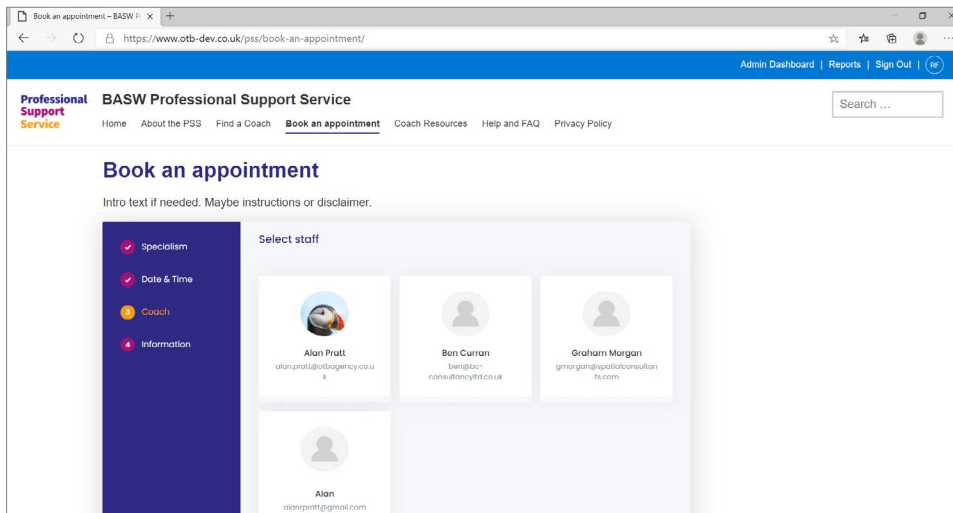 Book an appointment – BASW P
https://www.otb-dev.co.uk/pss/book-an-appointment/
Admin Dashboard | Reports | Sign Out | RF
Professional
Support
Service
BASW Professional Support Service
Search ...
Home About the PSS Find a Coach Book an appointment Coach Resources Help and FAQ Privacy Policy
Book an appointment
Intro text if needed. Maybe instructions or disclaimer.
Specialism
Date & Time
3 Coach
4 Information
Select staff
Alan Pratt
alan.pratt@otbagency.co.u
k
Ben Curran
ben@bc-
consultancyltd.co.uk
Graham Morgan
gmorgan@spatialconsultan
ts.com
Alan
alanrpratt@gmail.com